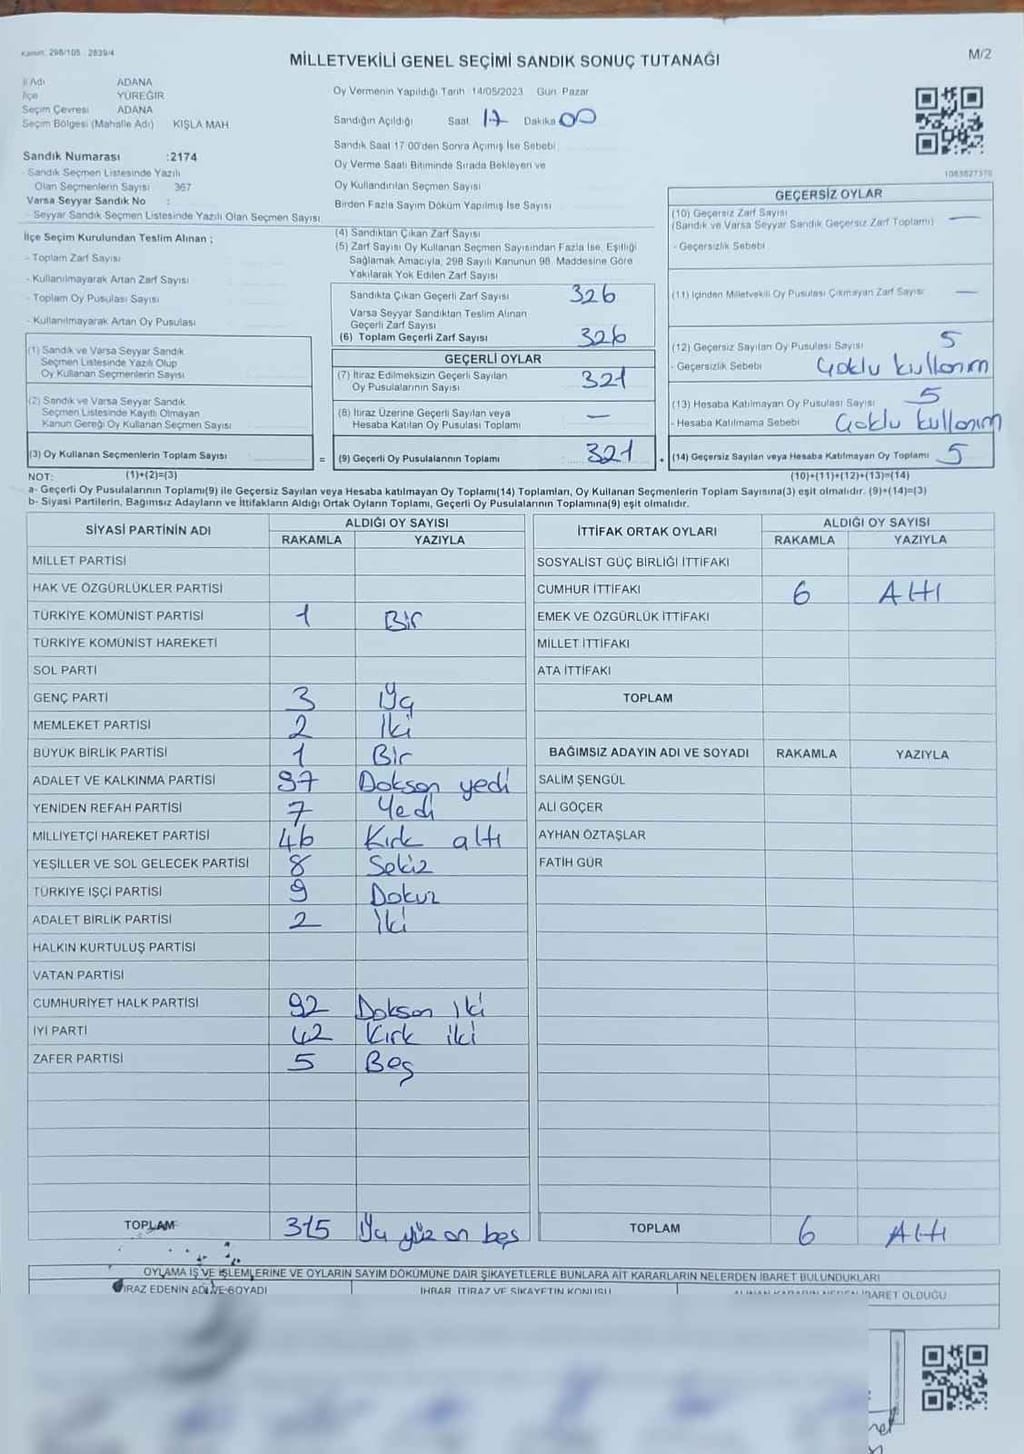 Kanun: 298/105 2839/4
MİLLETVEKİLİ GENEL SEÇİMİ SANDIK SONUÇ TUTANAĞI
M/2
İl Adı ADANA
İlçe YÜREĞİR
Seçim Çevresi ADANA
Seçim Bölgesi (Mahalle Adı) KIŞLA MAH
Sandık Numarası :2174
- Sandık Seçmen Listesinde Yazılı
Olan Seçmenlerin Sayısı 367
Varsa Seyyar Sandık No :
- Seyyar Sandık Seçmen Listesinde Yazılı Olan Seçmen Sayısı
Oy Vermenin Yapıldığı Tarih 14/05/2023 Gün Pazar
Sandığın Açıldığı Saat 17 Dakika 00
Sandık Saat 17.00'den Sonra Açımış İse Sebebi
Oy Verme Saati Bitiminde Sırada Bekleyen ve
Oy Kullandırılan Seçmen Sayısı
Birden Fazla Sayım Döküm Yapılmış İse Sayısı
1083627376
İlçe Seçim Kurulundan Teslim Alınan ;
- Toplam Zarf Sayısı
- Kullanılmayarak Artan Zarf Sayısı
- Toplam Oy Pusulası Sayısı
- Kullanılmayarak Artan Oy Pusulası
(1) Sandık ve Varsa Seyyar Sandık
Seçmen Listesinde Yazılı Olup
Oy Kullanan Seçmenlerin Sayısı
(2) Sandık ve Varsa Seyyar Sandık
Seçmen Listesinde Kayıtlı Olmayan
Kanun Gereği Oy Kullanan Seçmen Sayısı
(3) Oy Kullanan Seçmenlerin Toplam Sayısı =
(4) Sandıktan Çıkan Zarf Sayısı
(5) Zarf Sayısı Oy Kullanan Seçmen Sayısından Fazla İse, Eşitliği
Sağlamak Amacıyla, 298 Sayılı Kanunun 98. Maddesine Göre
Yakılarak Yok Edilen Zarf Sayısı
Sandıkta Çıkan Geçerli Zarf Sayısı 326
Varsa Seyyar Sandıktan Teslim Alınan
Geçerli Zarf Sayısı
(6) Toplam Geçerli Zarf Sayısı 326
GEÇERLİ OYLAR
(7) İtiraz Edilmeksizin Geçerli Sayılan
Oy Pusulalarının Sayısı 321
(8) İtiraz Üzerine Geçerli Sayılan veya
Hesaba Katılan Oy Pusulası Toplamı —
(9) Geçerli Oy Pusulalarının Toplamı 321 +
GEÇERSİZ OYLAR
(10) Geçersiz Zarf Sayısı
(Sandık ve Varsa Seyyar Sandık Geçersiz Zarf Toplamı) —
- Geçersizlik Sebebi
(11) İçinden Milletvekili Oy Pusulası Çıkmayan Zarf Sayısı —
(12) Geçersiz Sayılan Oy Pusulası Sayısı 5
- Geçersizlik Sebebi Çoklu kullanım
(13) Hesaba Katılmayan Oy Pusulası Sayısı 5
- Hesaba Katılmama Sebebi Çoklu kullanım
(14) Geçersiz Sayılan veya Hesaba Katılmayan Oy Toplamı 5
NOT: (1)+(2)=(3) (10)+(11)+(12)+(13)=(14)
a- Geçerli Oy Pusulalarının Toplamı(9) ile Geçersiz Sayılan veya Hesaba katılmayan Oy Toplamı(14) Toplamları, Oy Kullanan Seçmenlerin Toplam Sayısına(3) eşit olmalıdır. (9)+(14)=(3)
b- Siyasi Partilerin, Bağımsız Adayların ve İttifakların Aldığı Ortak Oyların Toplamı, Geçerli Oy Pusulalarının Toplamına(9) eşit olmalıdır.
SİYASİ PARTİNİN ADI ALDIĞI OY SAYISI
RAKAMLA YAZIYLA
MİLLET PARTİSİ
HAK VE ÖZGÜRLÜKLER PARTİSİ
TÜRKİYE KOMÜNİST PARTİSİ 1 Bir
TÜRKİYE KOMÜNİST HAREKETİ
SOL PARTİ
GENÇ PARTİ 3 Üç
MEMLEKET PARTİSİ 2 İki
BÜYÜK BİRLİK PARTİSİ 1 Bir
ADALET VE KALKINMA PARTİSİ 97 Doksan yedi
YENİDEN REFAH PARTİSİ 7 Yedi
MİLLİYETÇİ HAREKET PARTİSİ 46 Kırk altı
YEŞİLLER VE SOL GELECEK PARTİSİ 8 Sekiz
TÜRKİYE İŞÇİ PARTİSİ 9 Dokuz
ADALET BİRLİK PARTİSİ 2 İki
HALKIN KURTULUŞ PARTİSİ
VATAN PARTİSİ
CUMHURİYET HALK PARTİSİ 92 Doksan iki
İYİ PARTİ 42 Kırk iki
ZAFER PARTİSİ 5 Beş
TOPLAM 315 Üç yüz on beş
İTTİFAK ORTAK OYLARI ALDIĞI OY SAYISI
RAKAMLA YAZIYLA
SOSYALİST GÜÇ BİRLİĞİ İTTİFAKI
CUMHUR İTTİFAKI 6 Altı
EMEK VE ÖZGÜRLÜK İTTİFAKI
MİLLET İTTİFAKI
ATA İTTİFAKI
TOPLAM
BAĞIMSIZ ADAYIN ADI VE SOYADI RAKAMLA YAZIYLA
SALİM ŞENGÜL
ALİ GÖÇER
AYHAN ÖZTAŞLAR
FATİH GÜR
TOPLAM 6 Altı
OYLAMA İŞ VE İŞLEMLERİNE VE OYLARIN SAYIM DÖKÜMÜNE DAİR ŞİKAYETLERLE BUNLARA AİT KARARLARIN NELERDEN İBARET BULUNDUKLARI
İTİRAZ EDENİN ADI VE SOYADI İHBAR, İTİRAZ VE ŞİKAYETİN KONUSU İBARET OLDUĞU